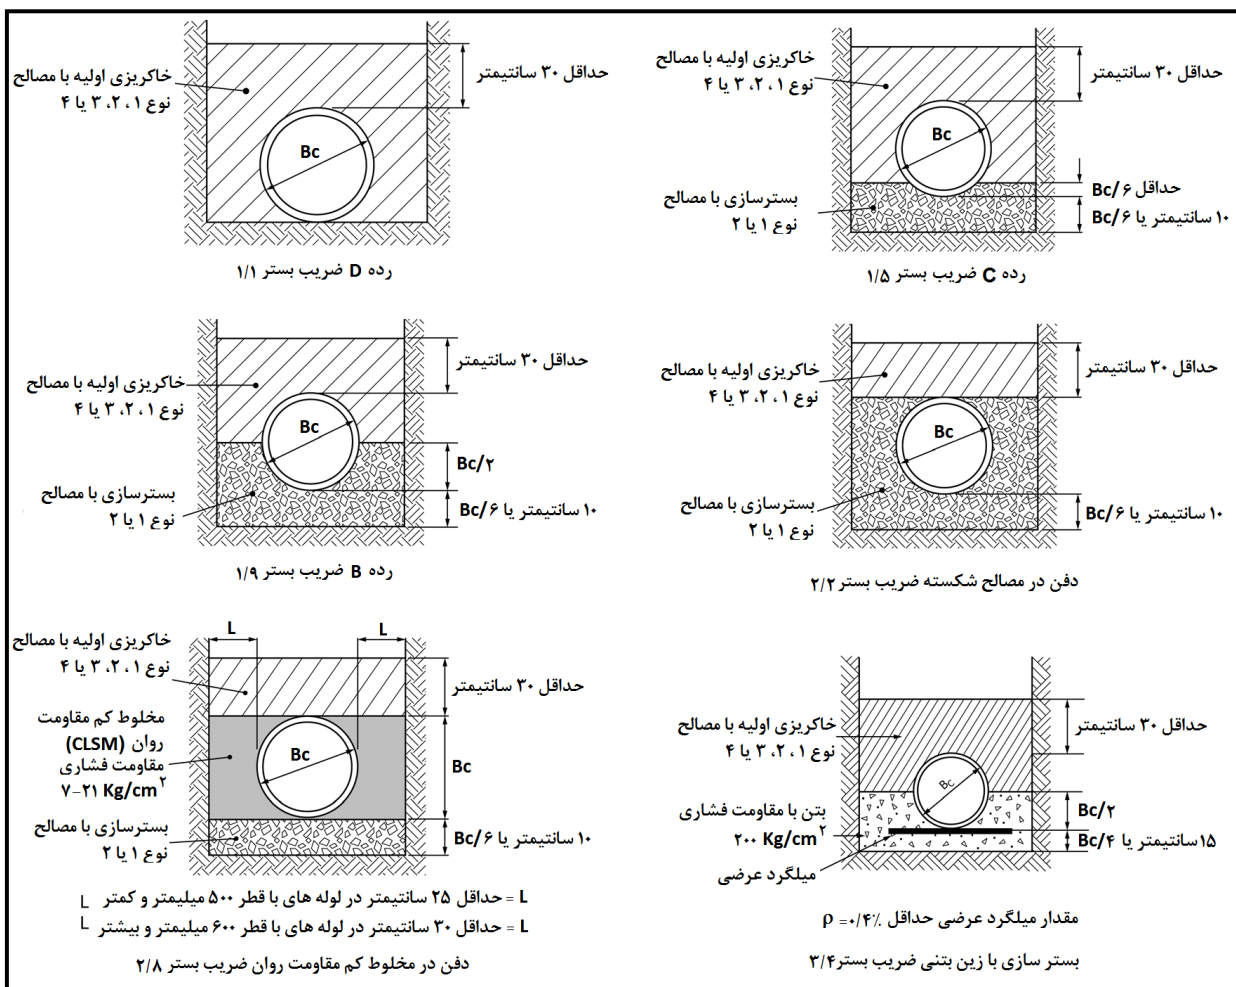 خاکریزی اولیه با مصالح
نوع ۱، ۲، ۳ یا ۴
Bc
حداقل ۳۰ سانتیمتر
رده D ضریب بستر ۱/۱
خاکریزی اولیه با مصالح
نوع ۱، ۲، ۳ یا ۴
بسترسازی با مصالح
نوع ۱ یا ۲
Bc
حداقل ۳۰ سانتیمتر
حداقل Bc/۶
۱۰ سانتیمتر یا Bc/۶
رده C ضریب بستر ۱/۵
خاکریزی اولیه با مصالح
نوع ۱، ۲، ۳ یا ۴
بسترسازی با مصالح
نوع ۱ یا ۲
Bc
حداقل ۳۰ سانتیمتر
Bc/۲
۱۰ سانتیمتر یا Bc/۶
رده B ضریب بستر ۱/۹
خاکریزی اولیه با مصالح
نوع ۱، ۲، ۳ یا ۴
بسترسازی با مصالح
نوع ۱ یا ۲
Bc
حداقل ۳۰ سانتیمتر
۱۰ سانتیمتر یا Bc/۶
دفن در مصالح شکسته ضریب بستر ۲/۲
L
L
خاکریزی اولیه با مصالح
نوع ۱، ۲، ۳ یا ۴
مخلوط کم مقاومت
روان (CLSM)
مقاومت فشاری
۷-۲۱ Kg/cm²
بسترسازی با مصالح
نوع ۱ یا ۲
Bc
حداقل ۳۰ سانتیمتر
Bc
۱۰ سانتیمتر یا Bc/۶
L = حداقل ۲۵ سانتیمتر در لوله های با قطر ۵۰۰ میلیمتر و کمتر L
L = حداقل ۳۰ سانتیمتر در لوله های با قطر ۶۰۰ میلیمتر و بیشتر L
دفن در مخلوط کم مقاومت روان ضریب بستر ۲/۸
خاکریزی اولیه با مصالح
نوع ۱، ۲، ۳ یا ۴
بتن با مقاومت فشاری
۲۰۰ Kg/cm²
میلگرد عرضی
Bc
حداقل ۳۰ سانتیمتر
Bc/۲
۱۵سانتیمتر یا Bc/۴
مقدار میلگرد عرضی حداقل ρ =۰/۴٪
بستر سازی با زین بتنی ضریب بستر۳/۴